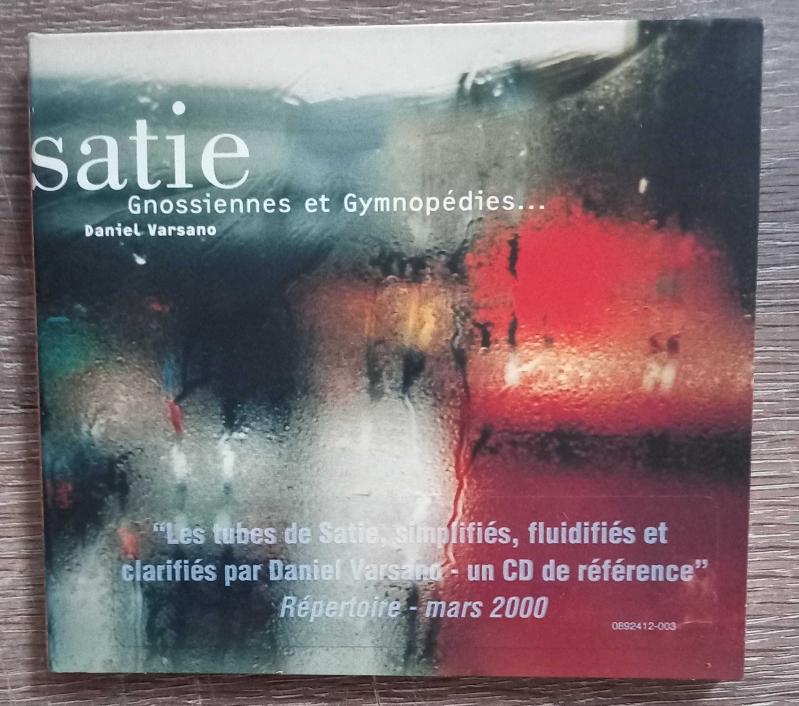 satie
Gnossiennes et Gymnopédies...
Daniel Varsano
“Les tubes de Satie, simplifiés, fluidifiés et
clarifiés par Daniel Varsano - un CD de référence”
Répertoire - mars 2000
0892412-003